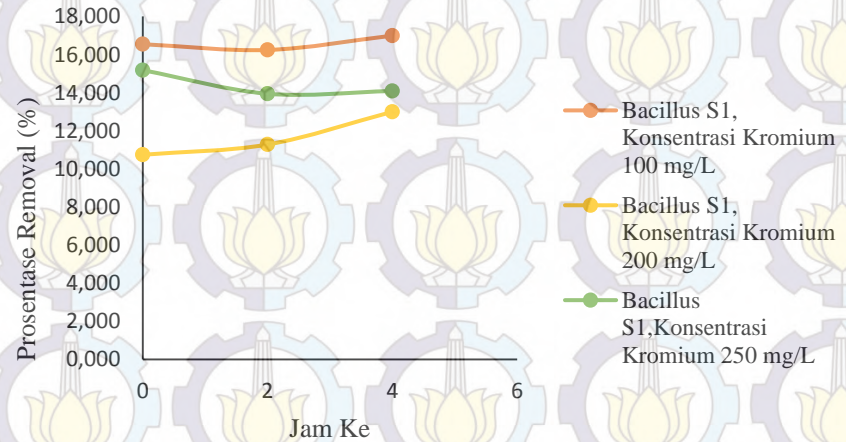 18,000
16,000
14,000
12,000
10,000
8,000
6,000
4,000
2,000
0,000
Prosentase Removal (%)
0 2 4 6
Jam Ke
Bacillus S1,
Konsentrasi Kromium
100 mg/L
Bacillus S1,
Konsentrasi Kromium
200 mg/L
Bacillus
S1,Konsentrasi
Kromium 250 mg/L